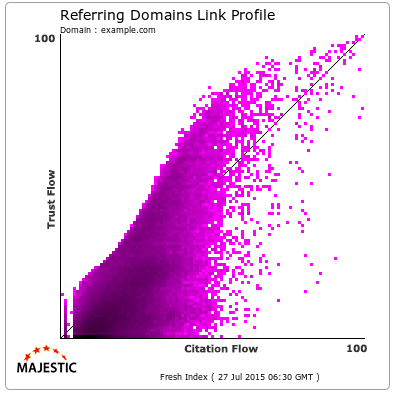 Referring Domains Link Profile
Domain : example.com
100
Trust Flow
Citation Flow
100
MAJESTIC
Fresh Index ( 27 Jul 2015 06:30 GMT )